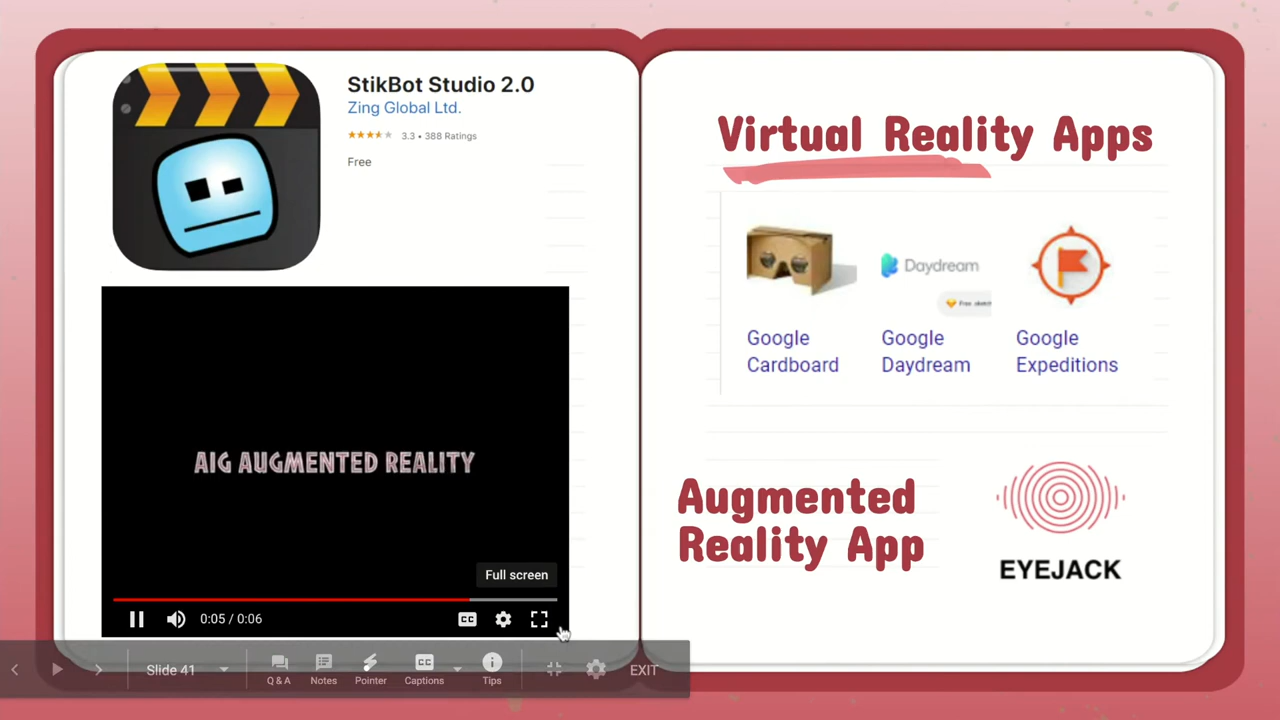 StikBot Studio 2.0
Zing Global Ltd.
3.3 • 388 Ratings
Free
AIG AUGMENTED REALITY
Full screen
0:05 / 0:06
CC
Slide 41
Q & A
Notes
Pointer
CC
Captions
Tips
EXIT
Virtual Reality Apps
Daydream
Google
Cardboard
Google
Daydream
Google
Expeditions
Augmented
Reality App
EYEJACK